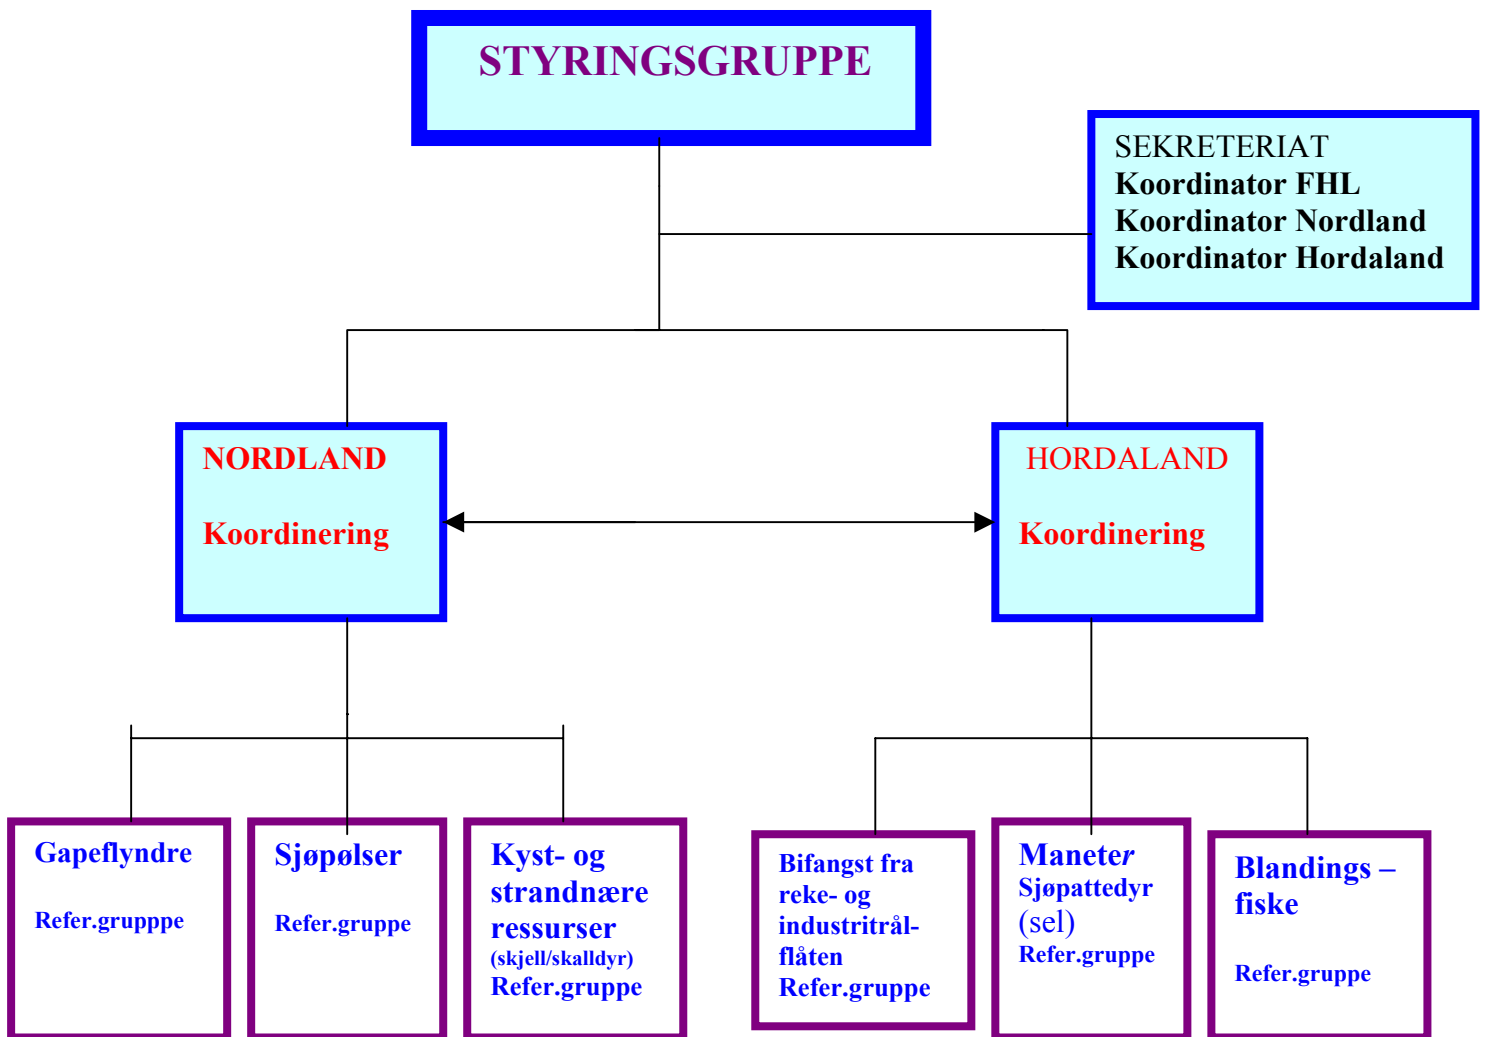 STYRINGSGRUPPE
SEKRETERIAT
Koordinator FHL
Koordinator Nordland
Koordinator Hordaland
NORDLAND
Koordinering
HORDALAND
Koordinering
Gapeflyndre
Refer.grupppe
Sjøpølser
Refer.gruppe
Kyst- og
strandnære
ressurser
(skjell/skalldyr)
Refer.gruppe
Bifangst fra
reke- og
industritrål-
flåten
Refer.gruppe
Maneter
Sjøpattedyr
(sel)
Refer.gruppe
Blandings –
fiske
Refer.gruppe